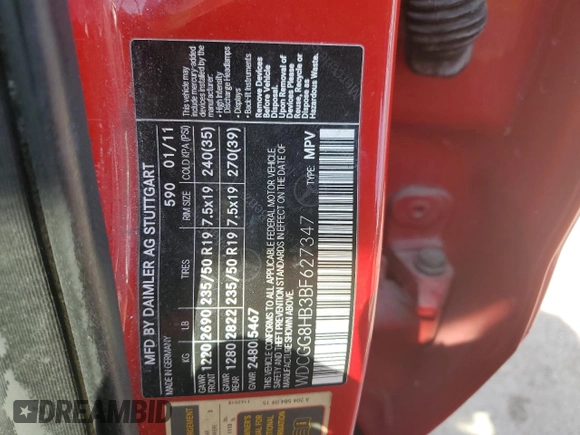 MFD BY DAIMLER AG STUTTGART
MADE IN GERMANY 590 01/11
KG LB TIRES RIM SIZE COLD KPA (PSI)
GAWR FRONT 1220 2690 235/50 R19 7.5x19 240(35)
GAWR REAR 1280 2822 235/50 R19 7.5x19 270(39)
GVWR 2480 5467
THIS VEHICLE CONFORMS TO ALL APPLICABLE FEDERAL MOTOR VEHICLE
SAFETY AND THEFT PREVENTION STANDARDS IN EFFECT ON THE DATE OF
MANUFACTURE SHOWN ABOVE.
WDCGG8HB3BF627347 TYPE: MPV
This vehicle may
include mercury-added
devices installed by the
manufacturer:
• High Intensity
Discharge Headlamps
• Displays
• Back-lit Instruments
Remove Devices
Before Vehicle
Disposal.
Upon Removal of
Devices Please
Reuse, Recycle or
Dispose as
Hazardous Waste.
A 204 584 09 15
DREAMBID